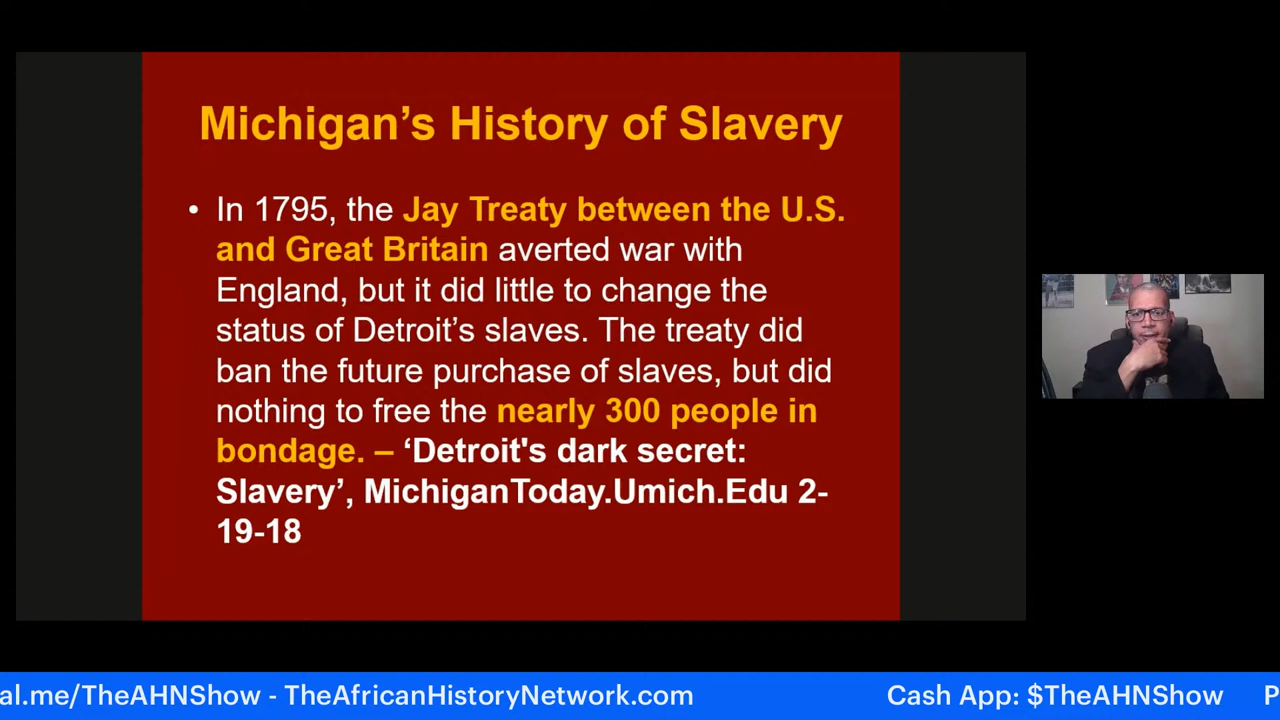 Michigan’s History of Slavery
• In 1795, the Jay Treaty between the U.S.
and Great Britain averted war with
England, but it did little to change the
status of Detroit’s slaves. The treaty did
ban the future purchase of slaves, but did
nothing to free the nearly 300 people in
bondage. – ‘Detroit's dark secret:
Slavery’, MichiganToday.Umich.Edu 2-
19-18
al.me/TheAHNShow - TheAfricanHistoryNetwork.com Cash App: $TheAHNShow P